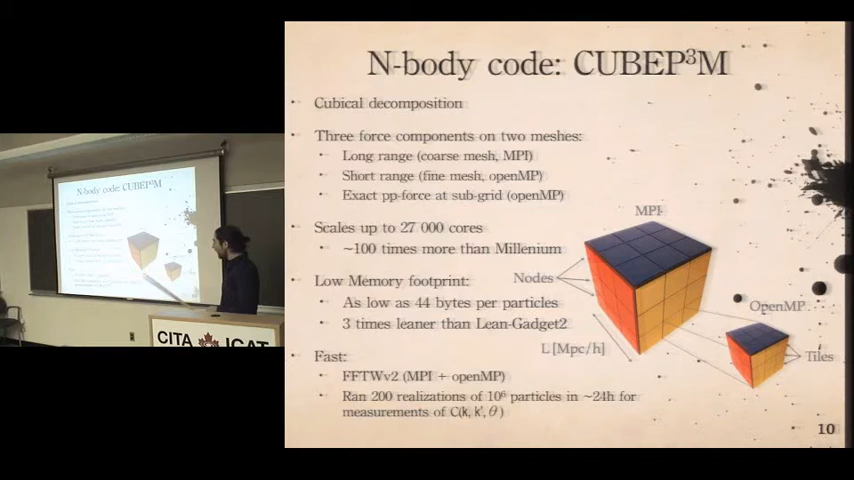 N-body code: CUBEP³M
Cubical decomposition
Three force components on two meshes:
Long range (coarse mesh, MPI)
Short range (fine mesh, openMP)
Exact pp-force at sub-grid (openMP)
Scales up to 27 000 cores
~100 times more than Millenium
Low Memory footprint:
As low as 44 bytes per particles
3 times leaner than Lean-Gadget2
Fast:
FFTWv2 (MPI + openMP)
Ran 200 realizations of 10⁶ particles in ~24h for
measurements of C(k, k', θ)
MPI
Nodes
L [Mpc/h]
OpenMP
Tiles
10
N-body code: CUBEP³M
CITA ICAT